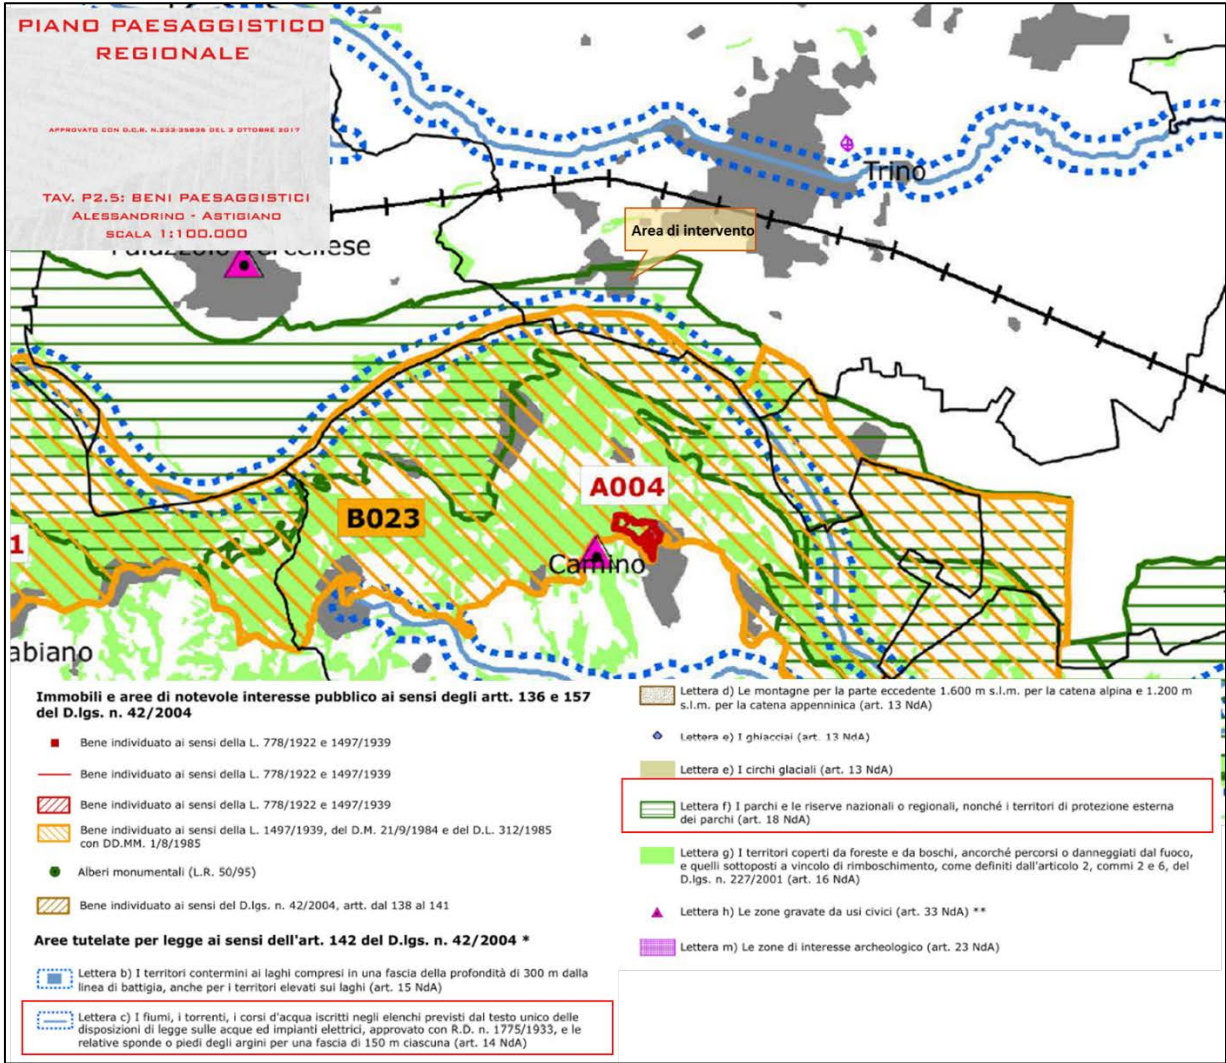 PIANO PAESAGGISTICO
REGIONALE
APPROVATO CON D.C.R. N.233-35836 DEL 3 OTTOBRE 2017
TAV. P2.5: BENI PAESAGGISTICI
ALESSANDRINO - ASTIGIANO
SCALA 1:100.000
Trino
Area di intervento
A004
B023
1
Camino
abiano
Immobili e aree di notevole interesse pubblico ai sensi degli artt. 136 e 157
del D.lgs. n. 42/2004
Bene individuato ai sensi della L. 778/1922 e 1497/1939
Bene individuato ai sensi della L. 778/1922 e 1497/1939
Bene individuato ai sensi della L. 778/1922 e 1497/1939
Bene individuato ai sensi della L. 1497/1939, del D.M. 21/9/1984 e del D.L. 312/1985
con DD.MM. 1/8/1985
Alberi monumentali (L.R. 50/95)
Bene individuato ai sensi del D.lgs. n. 42/2004, artt. dal 138 al 141
Aree tutelate per legge ai sensi dell'art. 142 del D.lgs. n. 42/2004 *
Lettera b) I territori contermini ai laghi compresi in una fascia della profondità di 300 m dalla
linea di battigia, anche per i territori elevati sui laghi (art. 15 NdA)
Lettera c) I fiumi, i torrenti, i corsi d'acqua iscritti negli elenchi previsti dal testo unico delle
disposizioni di legge sulle acque ed impianti elettrici, approvato con R.D. n. 1775/1933, e le
relative sponde o piedi degli argini per una fascia di 150 m ciascuna (art. 14 NdA)
Lettera d) Le montagne per la parte eccedente 1.600 m s.l.m. per la catena alpina e 1.200 m
s.l.m. per la catena appenninica (art. 13 NdA)
Lettera e) I ghiacciai (art. 13 NdA)
Lettera e) I circhi glaciali (art. 13 NdA)
Lettera f) I parchi e le riserve nazionali o regionali, nonché i territori di protezione esterna
dei parchi (art. 18 NdA)
Lettera g) I territori coperti da foreste e da boschi, ancorché percorsi o danneggiati dal fuoco,
e quelli sottoposti a vincolo di rimboschimento, come definiti dall'articolo 2, commi 2 e 6, del
D.lgs. n. 227/2001 (art. 16 NdA)
Lettera h) Le zone gravate da usi civici (art. 33 NdA) **
Lettera m) Le zone di interesse archeologico (art. 23 NdA)